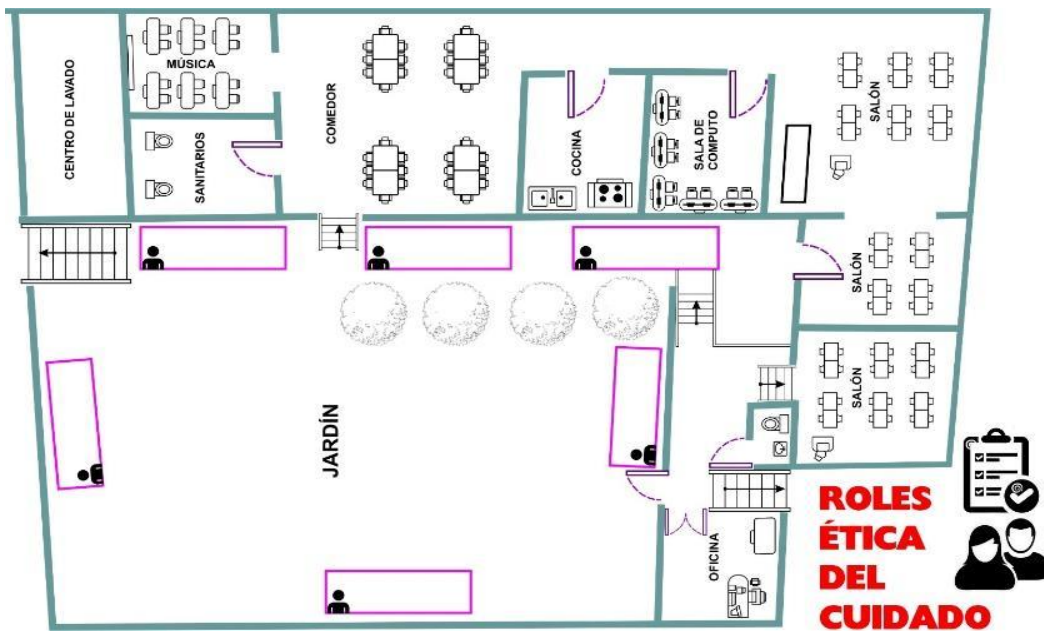 CENTRO DE LAVADO
MÚSICA
SANITARIOS
COMEDOR
COCINA
SALA DE
COMPUTO
SALÓN
SALÓN
SALÓN
JARDÍN
OFICINA
ROLES
ÉTICA
DEL
CUIDADO